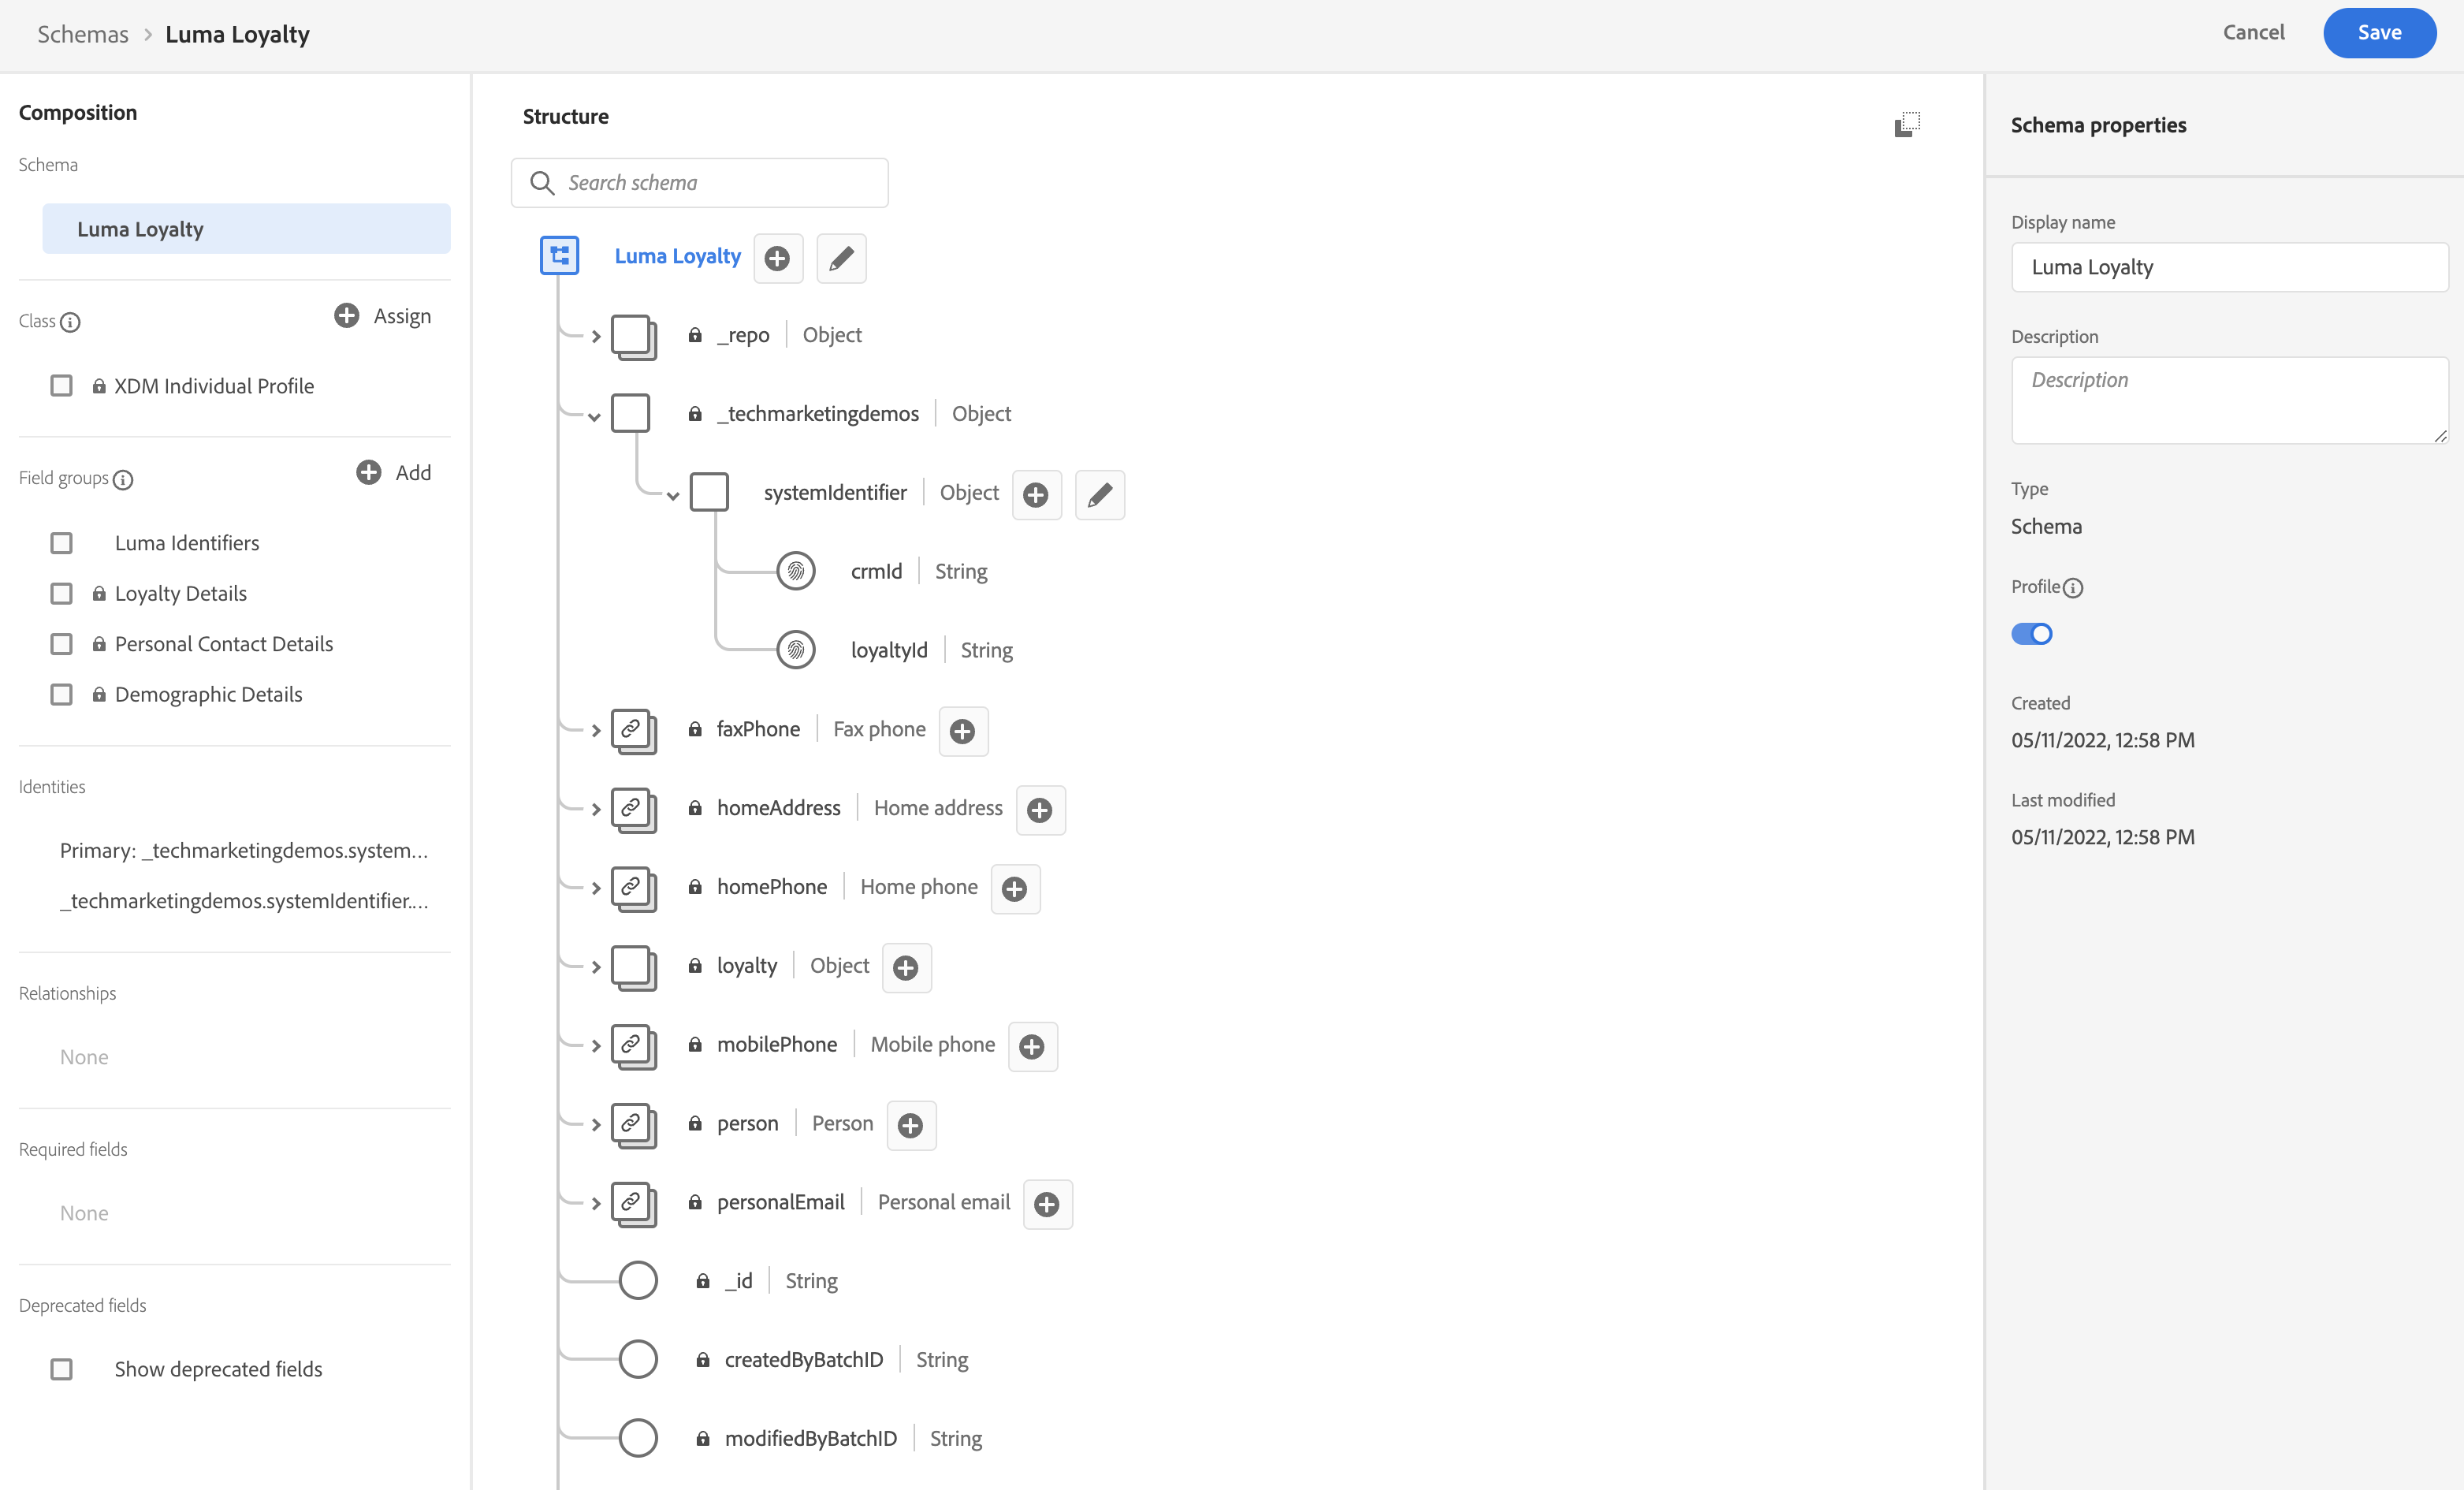 Schemas > Luma Loyalty
Cancel
Save
Composition
Schema
Luma Loyalty
Class
Assign
XDM Individual Profile
Field groups
Add
Luma Identifiers
Loyalty Details
Personal Contact Details
Demographic Details
Identities
Primary: _techmarketingdemos.system...
_techmarketingdemos.systemIdentifier....
Relationships
None
Required fields
None
Deprecated fields
Show deprecated fields
Structure
Search schema
Luma Loyalty
_repo | Object
_techmarketingdemos | Object
systemIdentifier | Object
crmId | String
loyaltyId | String
faxPhone | Fax phone
homeAddress | Home address
homePhone | Home phone
loyalty | Object
mobilePhone | Mobile phone
person | Person
personalEmail | Personal email
_id | String
createdByBatchID | String
modifiedByBatchID | String
Schema properties
Display name
Luma Loyalty
Description
Description
Type
Schema
Profile
Created
05/11/2022, 12:58 PM
Last modified
05/11/2022, 12:58 PM